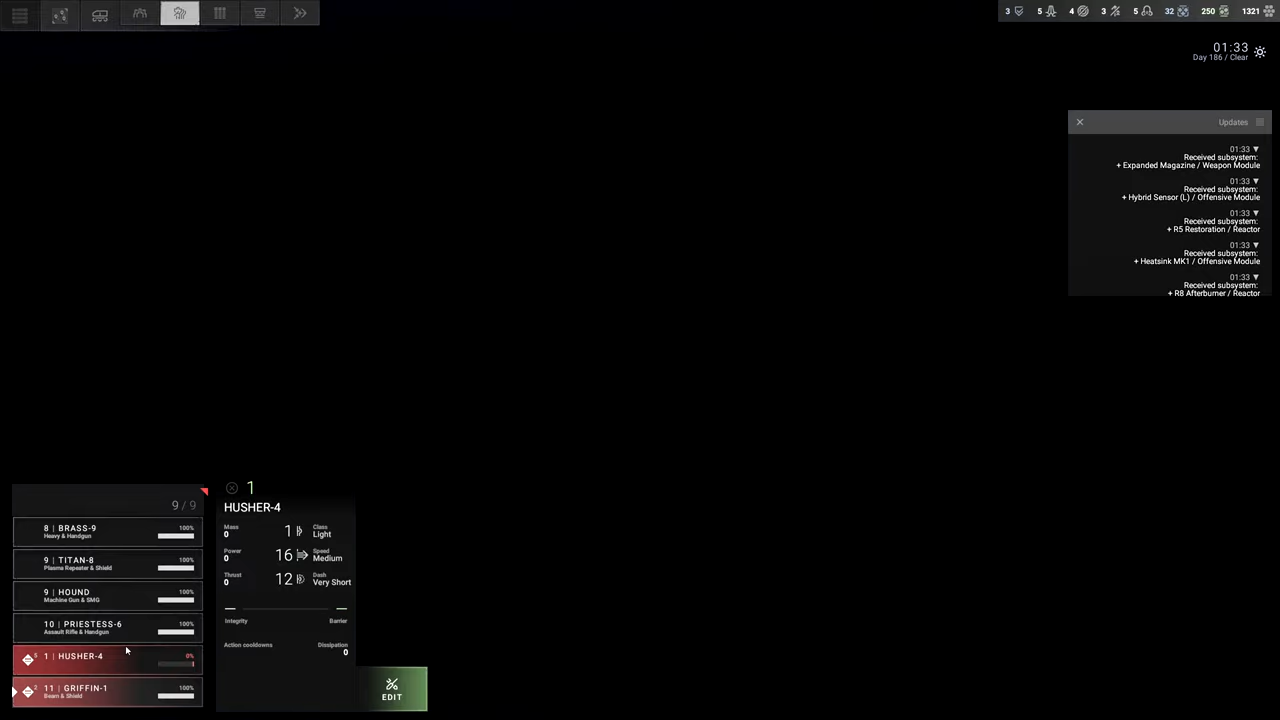 3 5 4 3 5 32 250 1321
01:33
Day 186 / Clear
Updates
01:33
Received subsystem:
+ Expanded Magazine / Weapon Module
01:33
Received subsystem:
+ Hybrid Sensor (L) / Offensive Module
01:33
Received subsystem:
+ R5 Restoration / Reactor
01:33
Received subsystem:
+ Heatsink MK1 / Offensive Module
01:33
Received subsystem:
+ R8 Afterburner / Reactor
9 / 9
8 | BRASS-9 100%
Heavy & Handgun
9 | TITAN-8 100%
Plasma Repeater & Shield
9 | HOUND 100%
Machine Gun & SMG
10 | PRIESTESS-6 100%
Assault Rifle & Handgun
5 1 | HUSHER-4 0%
2 11 | GRIFFIN-1 100%
Beam & Shield
1
HUSHER-4
Mass 1 Class
0 Light
Power 16 Speed
0 Medium
Thrust 12 Dash
0 Very Short
Integrity Barrier
Action cooldowns Dissipation
0
EDIT